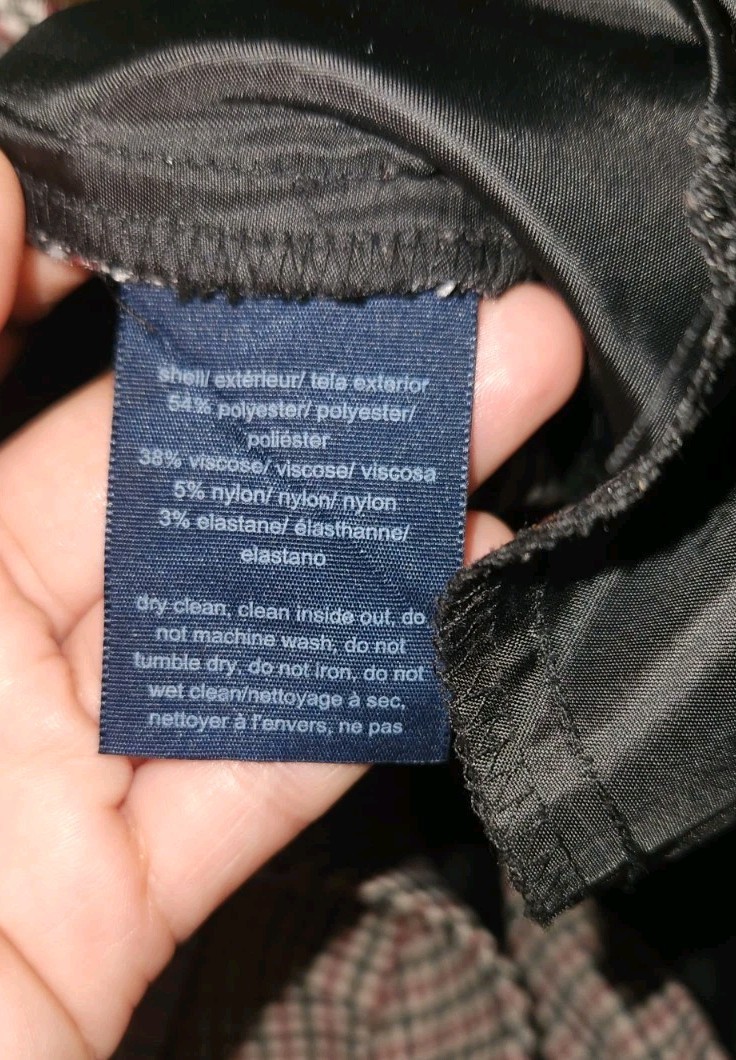 shell/ extérieur/ tela exterior
54% polyester/ polyester/
poliéster
38% viscose/ viscose/ viscosa
5% nylon/ nylon/ nylon
3% elastane/ élasthanne/
elastano
dry clean, clean inside out, do
not machine wash, do not
tumble dry, do not iron, do not
wet clean/nettoyage à sec,
nettoyer à l'envers, ne pas